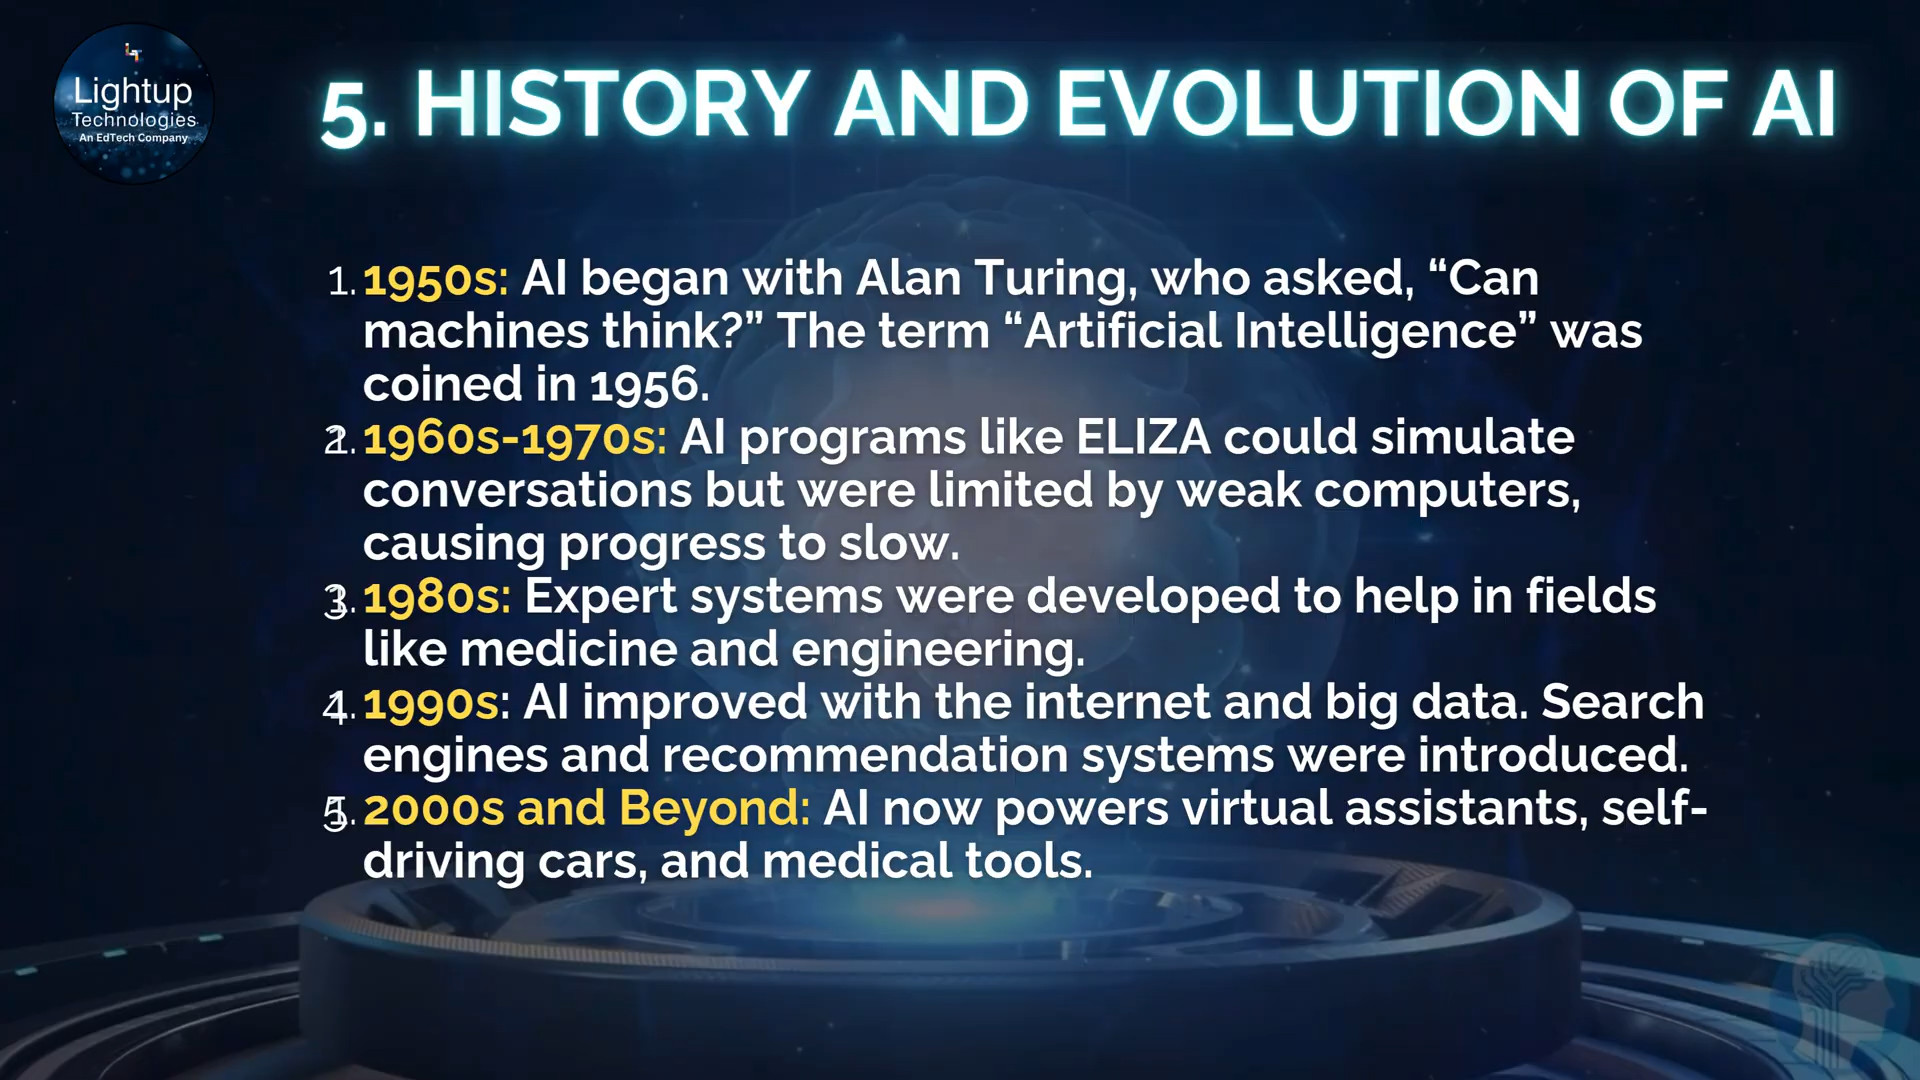 Lightup
Technologies
An EdTech Company
5. HISTORY AND EVOLUTION OF AI
1. 1950s: AI began with Alan Turing, who asked, “Can
machines think?” The term “Artificial Intelligence” was
coined in 1956.
2. 1960s-1970s: AI programs like ELIZA could simulate
conversations but were limited by weak computers,
causing progress to slow.
3. 1980s: Expert systems were developed to help in fields
like medicine and engineering.
4. 1990s: AI improved with the internet and big data. Search
engines and recommendation systems were introduced.
5. 2000s and Beyond: AI now powers virtual assistants, self-
driving cars, and medical tools.